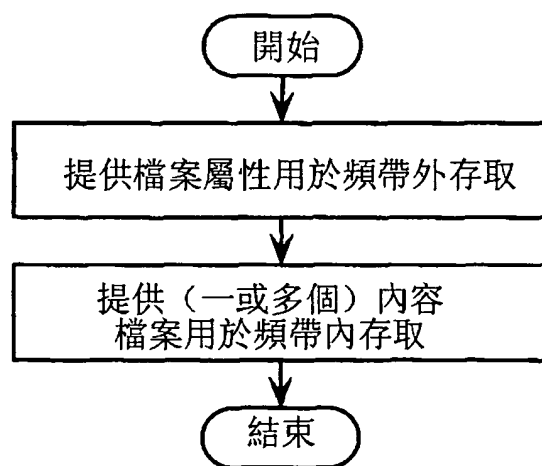 開始
提供檔案屬性用於頻帶外存取
提供（一或多個）內容
檔案用於頻帶內存取
結束